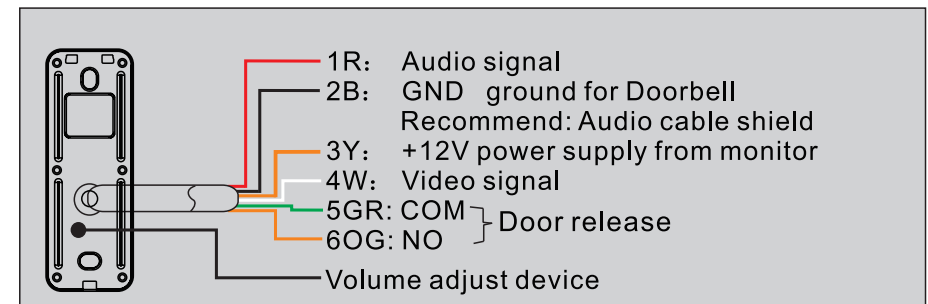 1R: Audio signal
2B: GND ground for Doorbell
Recommend: Audio cable shield
3Y: +12V power supply from monitor
4W: Video signal
5GR: COM
Door release
6OG: NO
Volume adjust device